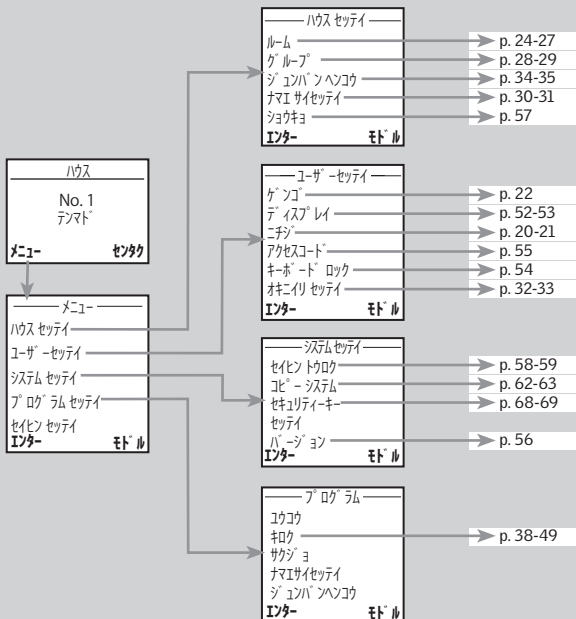 ハウス
No. 1
テンマド
メニュー センタク
メニュー
ハウス セッテイ
ユーザーセッテイ
システム セッテイ
プログラム セッテイ
セイヒン セッテイ
エンター モドル
ハウス セッテイ
ルーム p. 24-27
グループ p. 28-29
ジュンバン ヘンコウ p. 34-35
ナマエ サイセッテイ p. 30-31
ショウキョ p. 57
エンター モドル
ユーザーセッテイ
ゲンゴ p. 22
ディスプレイ p. 52-53
ニチジ p. 20-21
アクセスコード p. 55
キーボード ロック p. 54
オキニイリ セッテイ p. 32-33
エンター モドル
システム セッテイ
セイヒン トウロク p. 58-59
コピー システム p. 62-63
セキュリティーキー p. 68-69
セッテイ
バージョン p. 56
エンター モドル
プログラム
ユウコウ
キロク p. 38-49
サクジョ
ナマエサイセッテイ
ジュンバンヘンコウ
エンター モドル